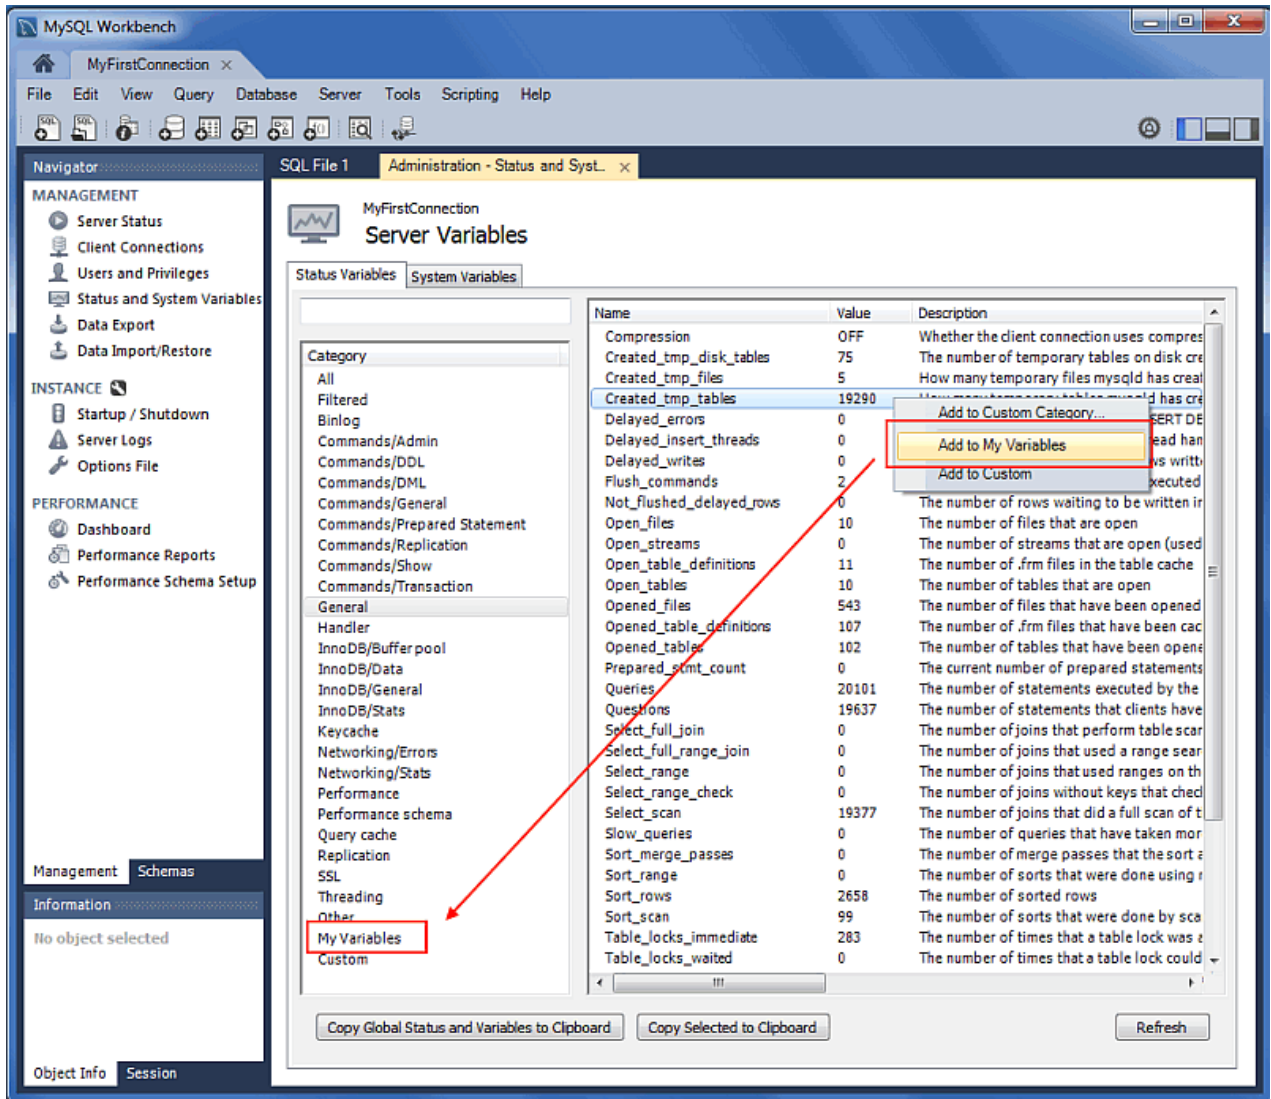 MySQL Workbench
MyFirstConnection
File Edit View Query Database Server Tools Scripting Help
Navigator
MANAGEMENT
Server Status
Client Connections
Users and Privileges
Status and System Variables
Data Export
Data Import/Restore
INSTANCE
Startup / Shutdown
Server Logs
Options File
PERFORMANCE
Dashboard
Performance Reports
Performance Schema Setup
Management Schemas
Information
No object selected
Object Info Session
SQL File 1 Administration - Status and Syst...
MyFirstConnection
Server Variables
Status Variables System Variables
Category
All
Filtered
Binlog
Commands/Admin
Commands/DDL
Commands/DML
Commands/General
Commands/Prepared Statement
Commands/Replication
Commands/Show
Commands/Transaction
General
Handler
InnoDB/Buffer pool
InnoDB/Data
InnoDB/General
InnoDB/Stats
Keycache
Networking/Errors
Networking/Stats
Performance
Performance schema
Query cache
Replication
SSL
Threading
Other
My Variables
Custom
Name Value Description
Compression OFF Whether the client connection uses compres
Created_tmp_disk_tables 75 The number of temporary tables on disk cre
Created_tmp_files 5 How many temporary files mysqld has creat
Created_tmp_tables 19290 How many temporary tables mysqld has cre
Delayed_errors 0 SERT DE
Delayed_insert_threads 0 ead han
Delayed_writes 0 ws writt
Flush_commands 2 xecuted
Not_flushed_delayed_rows 0 The number of rows waiting to be written ir
Open_files 10 The number of files that are open
Open_streams 0 The number of streams that are open (used
Open_table_definitions 11 The number of .frm files in the table cache
Open_tables 10 The number of tables that are open
Opened_files 543 The number of files that have been opened
Opened_table_definitions 107 The number of .frm files that have been cac
Opened_tables 102 The number of tables that have been opene
Prepared_stmt_count 0 The current number of prepared statements
Queries 20101 The number of statements executed by the
Questions 19637 The number of statements that clients have
Select_full_join 0 The number of joins that perform table scar
Select_full_range_join 0 The number of joins that used a range sear
Select_range 0 The number of joins that used ranges on th
Select_range_check 0 The number of joins without keys that check
Select_scan 19377 The number of joins that did a full scan of t
Slow_queries 0 The number of queries that have taken mor
Sort_merge_passes 0 The number of merge passes that the sort a
Sort_range 0 The number of sorts that were done using r
Sort_rows 2658 The number of sorted rows
Sort_scan 99 The number of sorts that were done by sca
Table_locks_immediate 283 The number of times that a table lock was a
Table_locks_waited 0 The number of times that a table lock could
Add to Custom Category...
Add to My Variables
Add to Custom
Copy Global Status and Variables to Clipboard Copy Selected to Clipboard Refresh